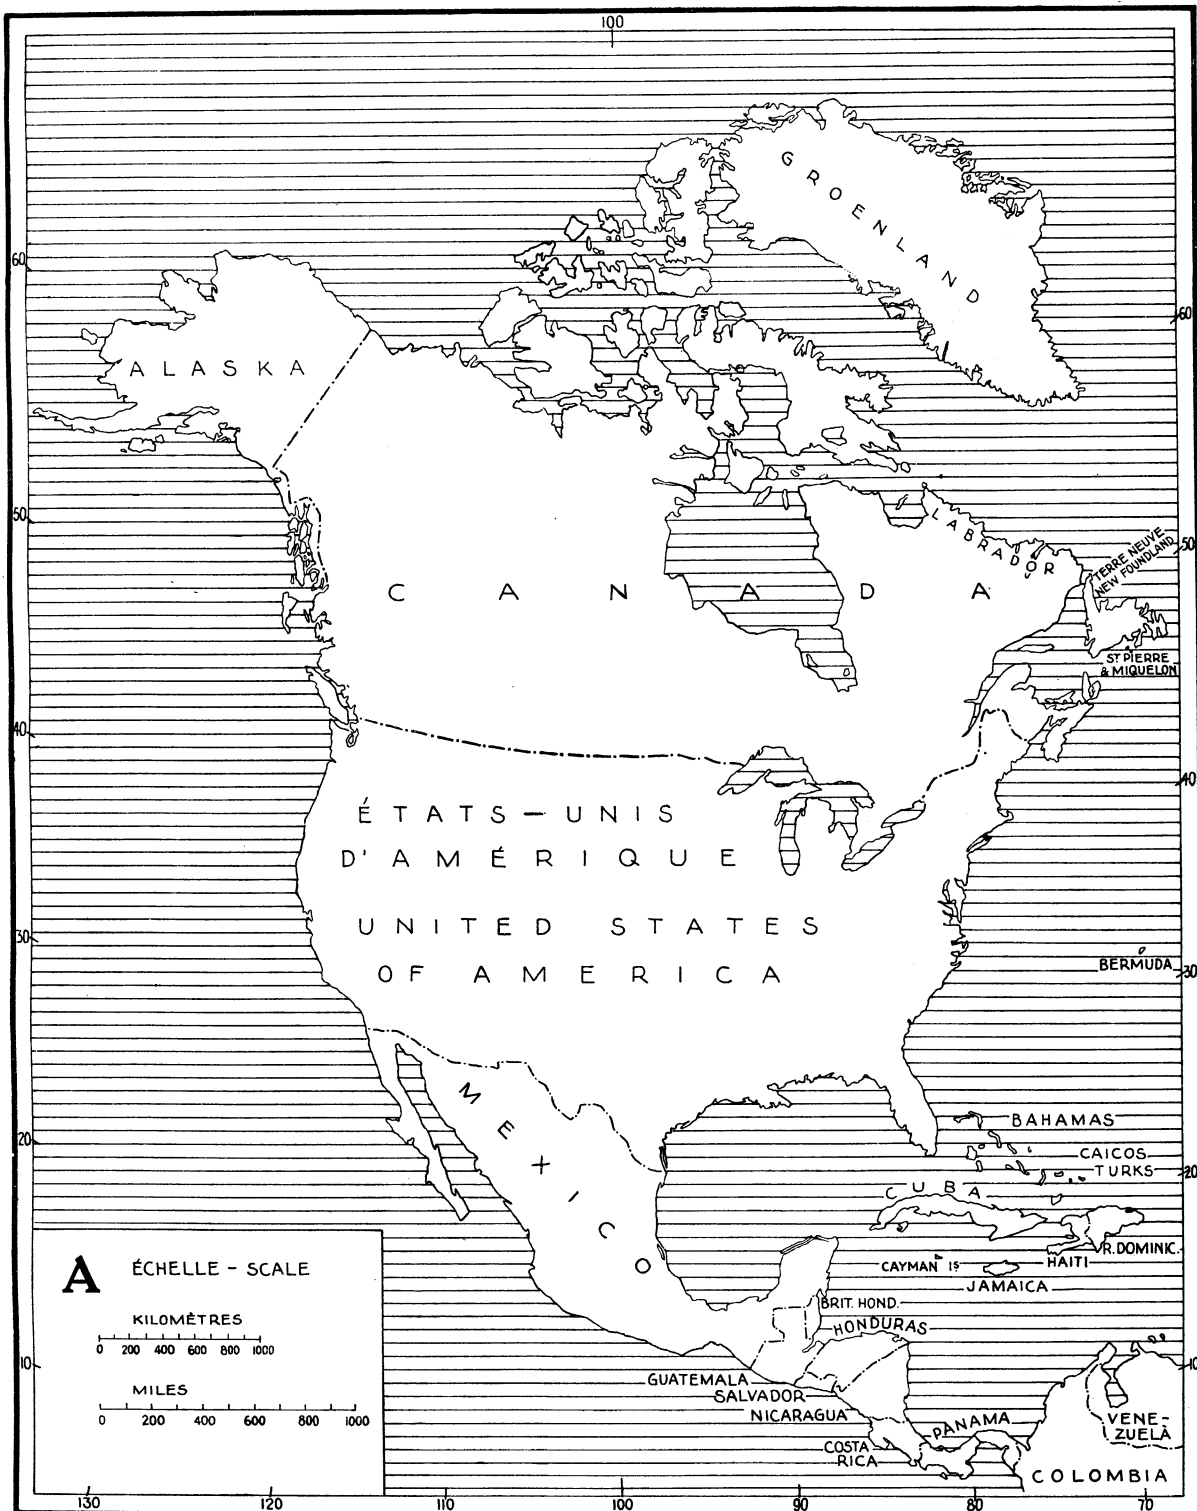 100
GROENLAND
60
60
ALASKA
50
LABRADOR
TERRE NEUVE
NEW FOUNDLAND
50
CANADA
ST PIERRE
& MIQUELON
40
40
ÉTATS-UNIS
D'AMÉRIQUE
UNITED STATES
OF AMERICA
30
BERMUDA
30
MEXICO
BAHAMAS
20
CAICOS
TURKS
20
CUBA
R. DOMINIC.
HAITI
CAYMAN Is
JAMAICA
A
ÉCHELLE - SCALE
KILOMÈTRES
0 200 400 600 800 1000
MILES
0 200 400 600 800 1000
BRIT. HOND.
HONDURAS
10
10
GUATEMALA
SALVADOR
NICARAGUA
COSTA
RICA
PANAMA
VENE-
ZUELA
COLOMBIA
130 120 110 100 90 80 70